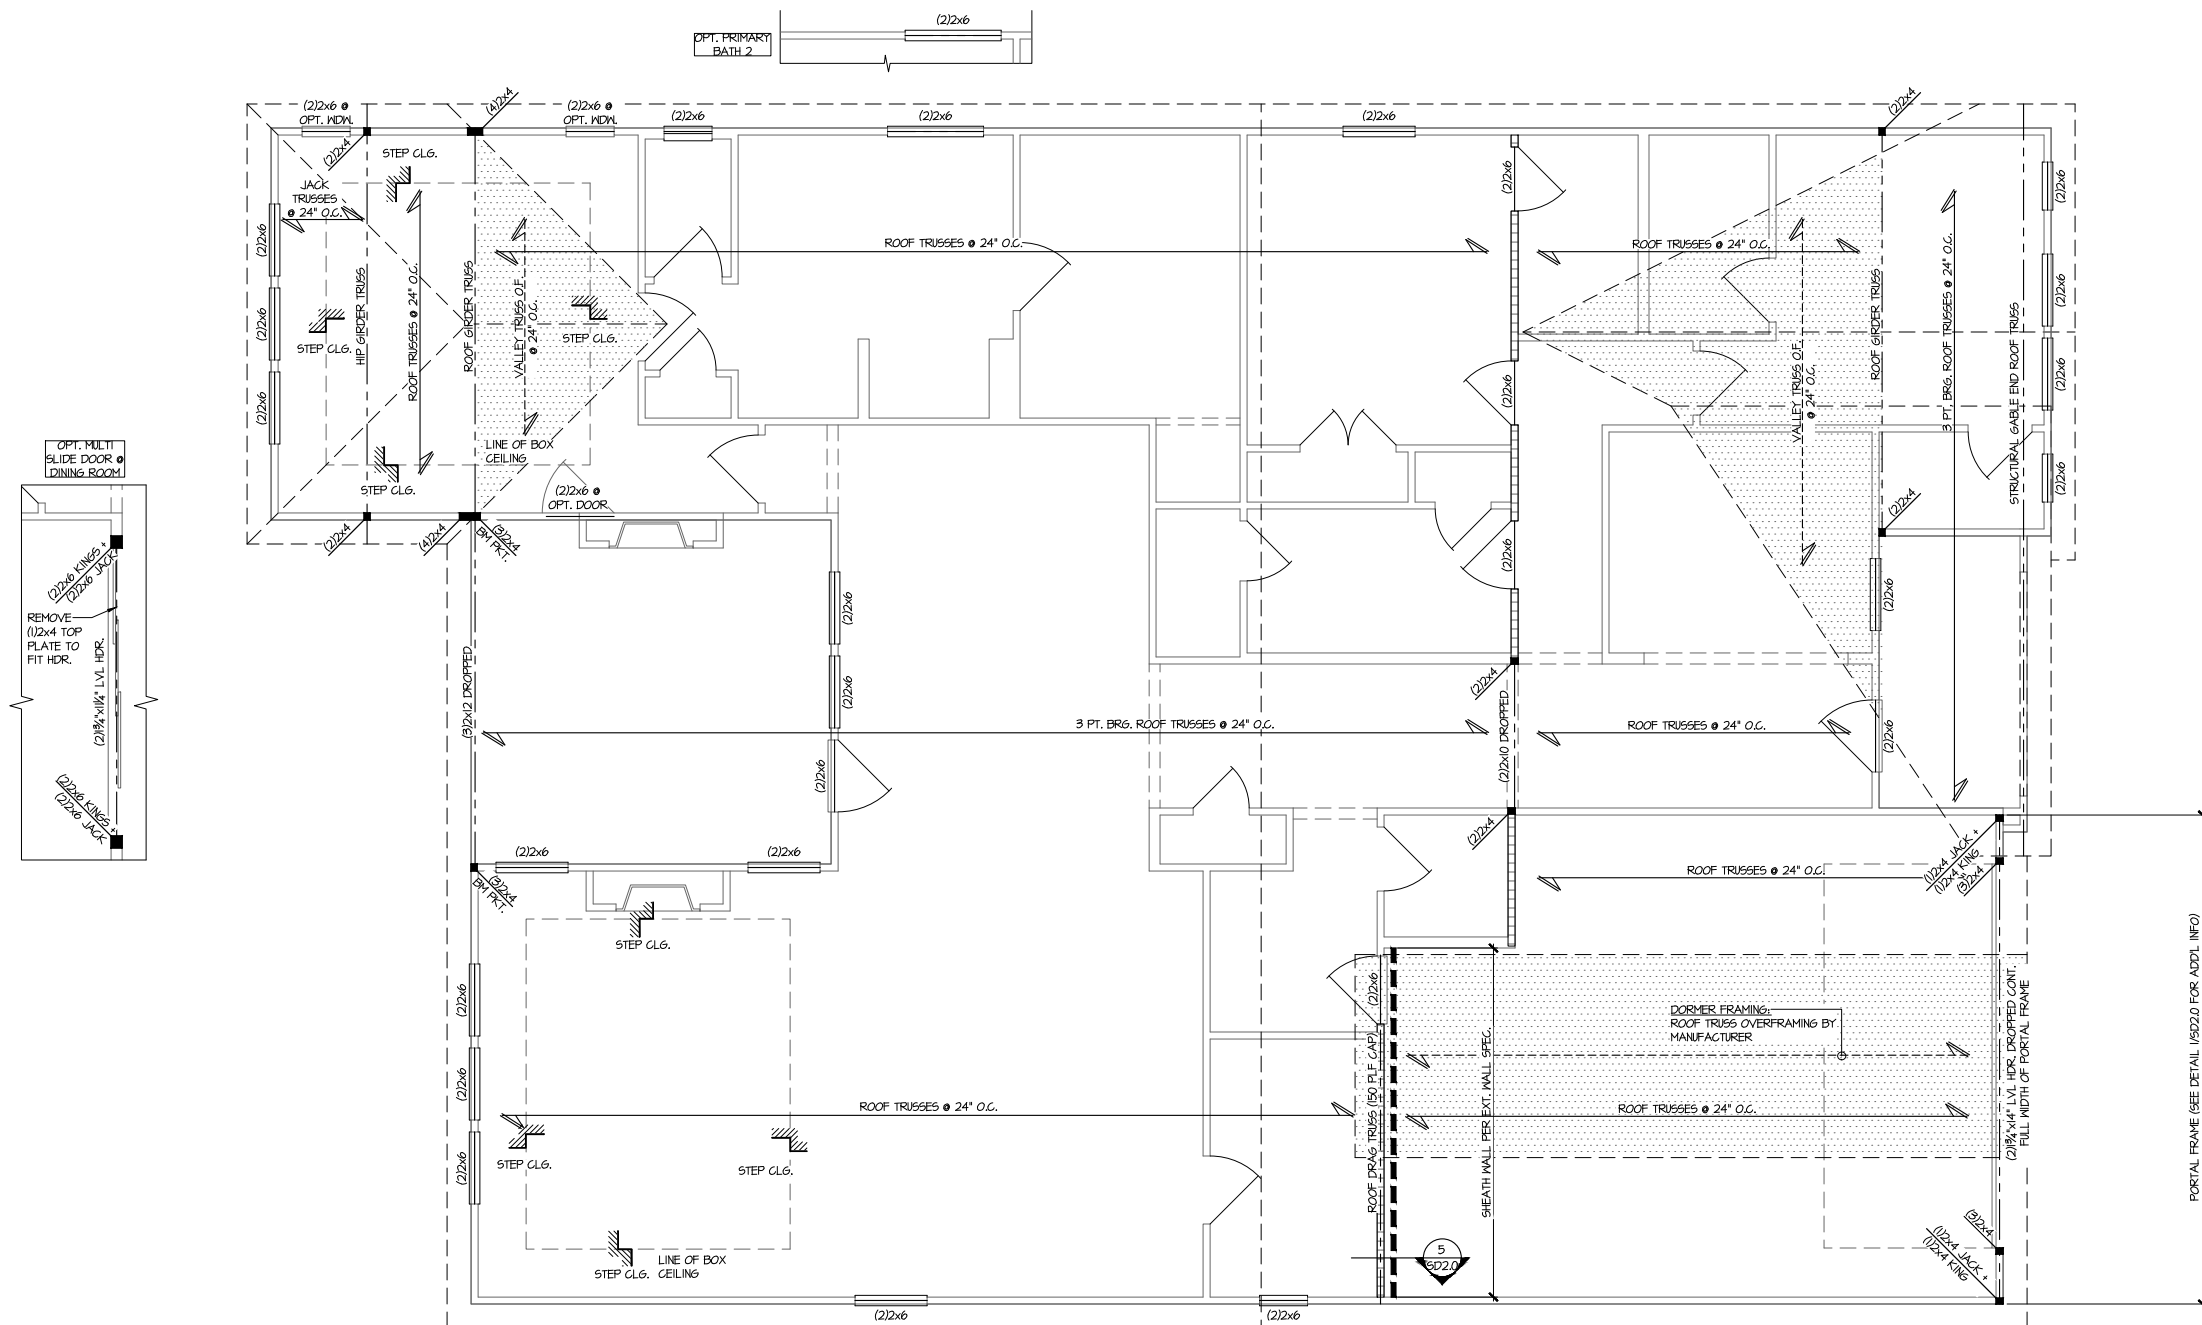 (2)2x6
OPT. PRIMARY
BATH 2
(2)2x6 @
OPT. WDW.
(4)2x4
(2)2x6 @
OPT. WDW.
(2)2x6
(2)2x6
(2)2x6
(2)2x4
(2)2x4
STEP CLG.
JACK
TRUSSES
@ 24" O.C.
(2)2x6
(2)2x6
(2)2x6
STEP CLG.
HIP GIRDER TRUSS
ROOF TRUSSES @ 24" O.C.
ROOF GIRDER TRUSS
VALLEY TRUSS O.F.
@ 24" O.C.
STEP CLG.
LINE OF BOX
CEILING
STEP CLG.
(2)2x6 @
OPT. DOOR
(2)2x4
(4)2x4
(3)2x4
BM PKT.
ROOF TRUSSES @ 24" O.C.
(2)2x6
(2)2x6
(2)2x6
ROOF TRUSSES @ 24" O.C.
VALLEY TRUSS O.F.
@ 24" O.C.
ROOF GIRDER TRUSS
3 PT. BRG. ROOF TRUSSES @ 24" O.C.
STRUCTURAL GABLE END ROOF TRUSS
(2)2x6
(2)2x6
(2)2x6
(2)2x6
(2)2x4
(2)2x6
(2)2x6
OPT. MULTI
SLIDE DOOR @
DINING ROOM
(2)2x6 KINGS +
(2)2x6 JACK
REMOVE
(1)2x4 TOP
PLATE TO
FIT HDR.
(2)1¾"x11¼" LVL HDR.
(2)2x6 KINGS +
(2)2x6 JACK
(3)2x12 DROPPED
(2)2x6
(2)2x6
(2)2x6
3 PT. BRG. ROOF TRUSSES @ 24" O.C.
(2)2x4
(2)2x10 DROPPED
ROOF TRUSSES @ 24" O.C.
(2)2x4
(2)2x6
(2)2x6
(3)2x4
BM PKT.
STEP CLG.
ROOF TRUSSES @ 24" O.C.
(1)2x4 JACK +
(1)2x4 KING
(3)2x4
(2)2x6
(2)2x6
(2)2x6
ROOF TRUSSES @ 24" O.C.
STEP CLG.
STEP CLG.
STEP CLG.
LINE OF BOX
CEILING
(2)2x6
(2)2x6
(2)2x6
ROOF DRAG TRUSS (150 PLF CAP)
SHEATH WALL PER EXT. WALL SPEC.
5
SD2.0
DORMER FRAMING:
ROOF TRUSS OVERFRAMING BY
MANUFACTURER
ROOF TRUSSES @ 24" O.C.
(2)1¾"x14" LVL HDR. DROPPED CONT.
FULL WIDTH OF PORTAL FRAME
(3)2x4
(1)2x4 JACK +
(1)2x4 KING
PORTAL FRAME (SEE DETAIL 1/SD2.0 FOR ADD'L INFO)